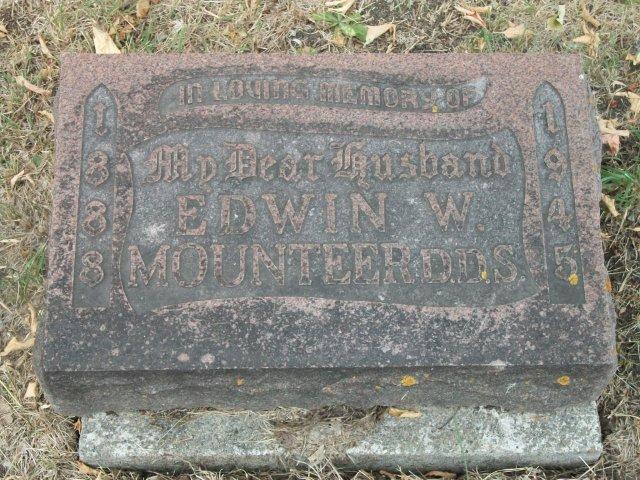 IN LOVING MEMORY OF
1888
My Dear Husband
EDWIN W.
MOUNTEER D.D.S.
1945